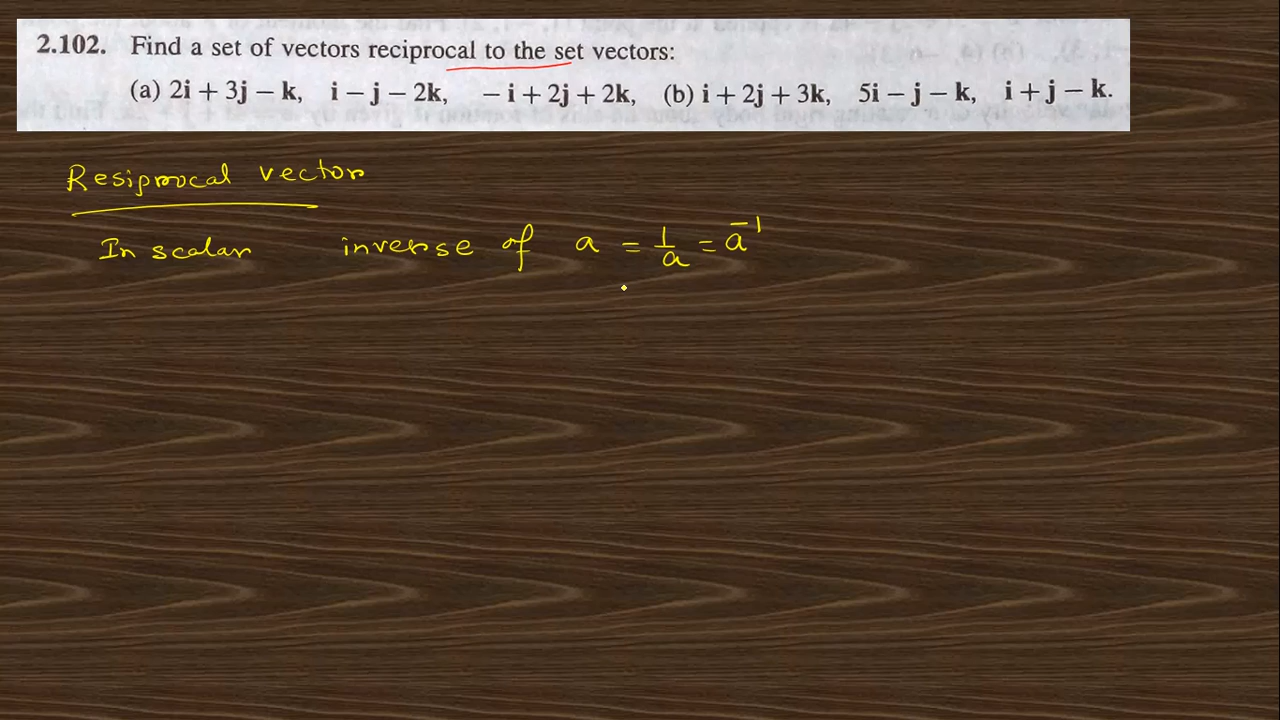 2.102. Find a set of vectors reciprocal to the set vectors:
(a) 2i + 3j − k, i − j − 2k, − i + 2j + 2k, (b) i + 2j + 3k, 5i − j − k, i + j − k.
Resiprocal vector
In scalar inverse of a = 1/a = a⁻¹